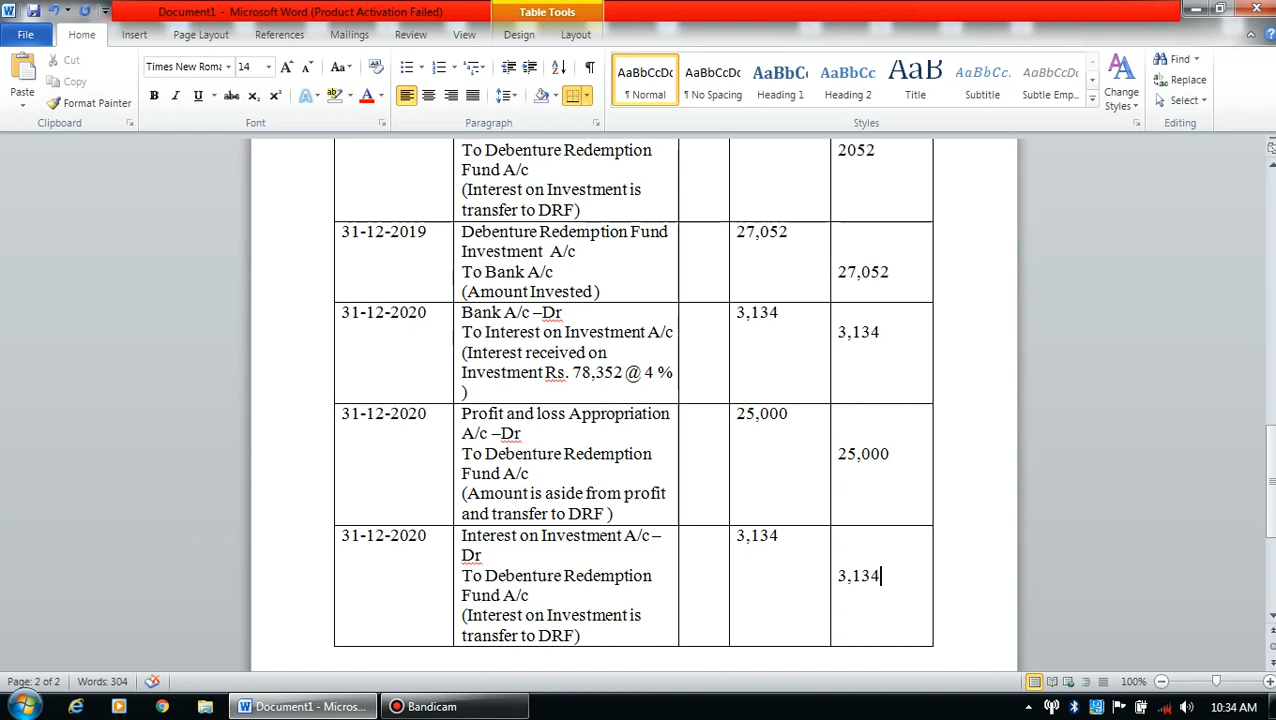 Document1 - Microsoft Word (Product Activation Failed)
Table Tools
File
Home
Insert
Page Layout
References
Mailings
Review
View
Design
Layout
Paste
Cut
Copy
Format Painter
Clipboard
Times New Roma
14
Font
Paragraph
AaBbCcDc
¶ Normal
AaBbCcDc
¶ No Spacing
AaBbCc
Heading 1
AaBbCc
Heading 2
AaB
Title
AaBbCc.
Subtitle
AaBbCcDc
Subtle Emp...
Change
Styles
Styles
Find
Replace
Select
Editing
To Debenture Redemption
Fund A/c
(Interest on Investment is
transfer to DRF)
2052
31-12-2019
Debenture Redemption Fund
Investment A/c
To Bank A/c
(Amount Invested )
27,052
27,052
31-12-2020
Bank A/c –Dr
To Interest on Investment A/c
(Interest received on
Investment Rs. 78,352 @ 4 %
)
3,134
3,134
31-12-2020
Profit and loss Appropriation
A/c –Dr
To Debenture Redemption
Fund A/c
(Amount is aside from profit
and transfer to DRF )
25,000
25,000
31-12-2020
Interest on Investment A/c –
Dr
To Debenture Redemption
Fund A/c
(Interest on Investment is
transfer to DRF)
3,134
3,134
Page: 2 of 2
Words: 304
100%
Document1 - Micros...
Bandicam
10:34 AM